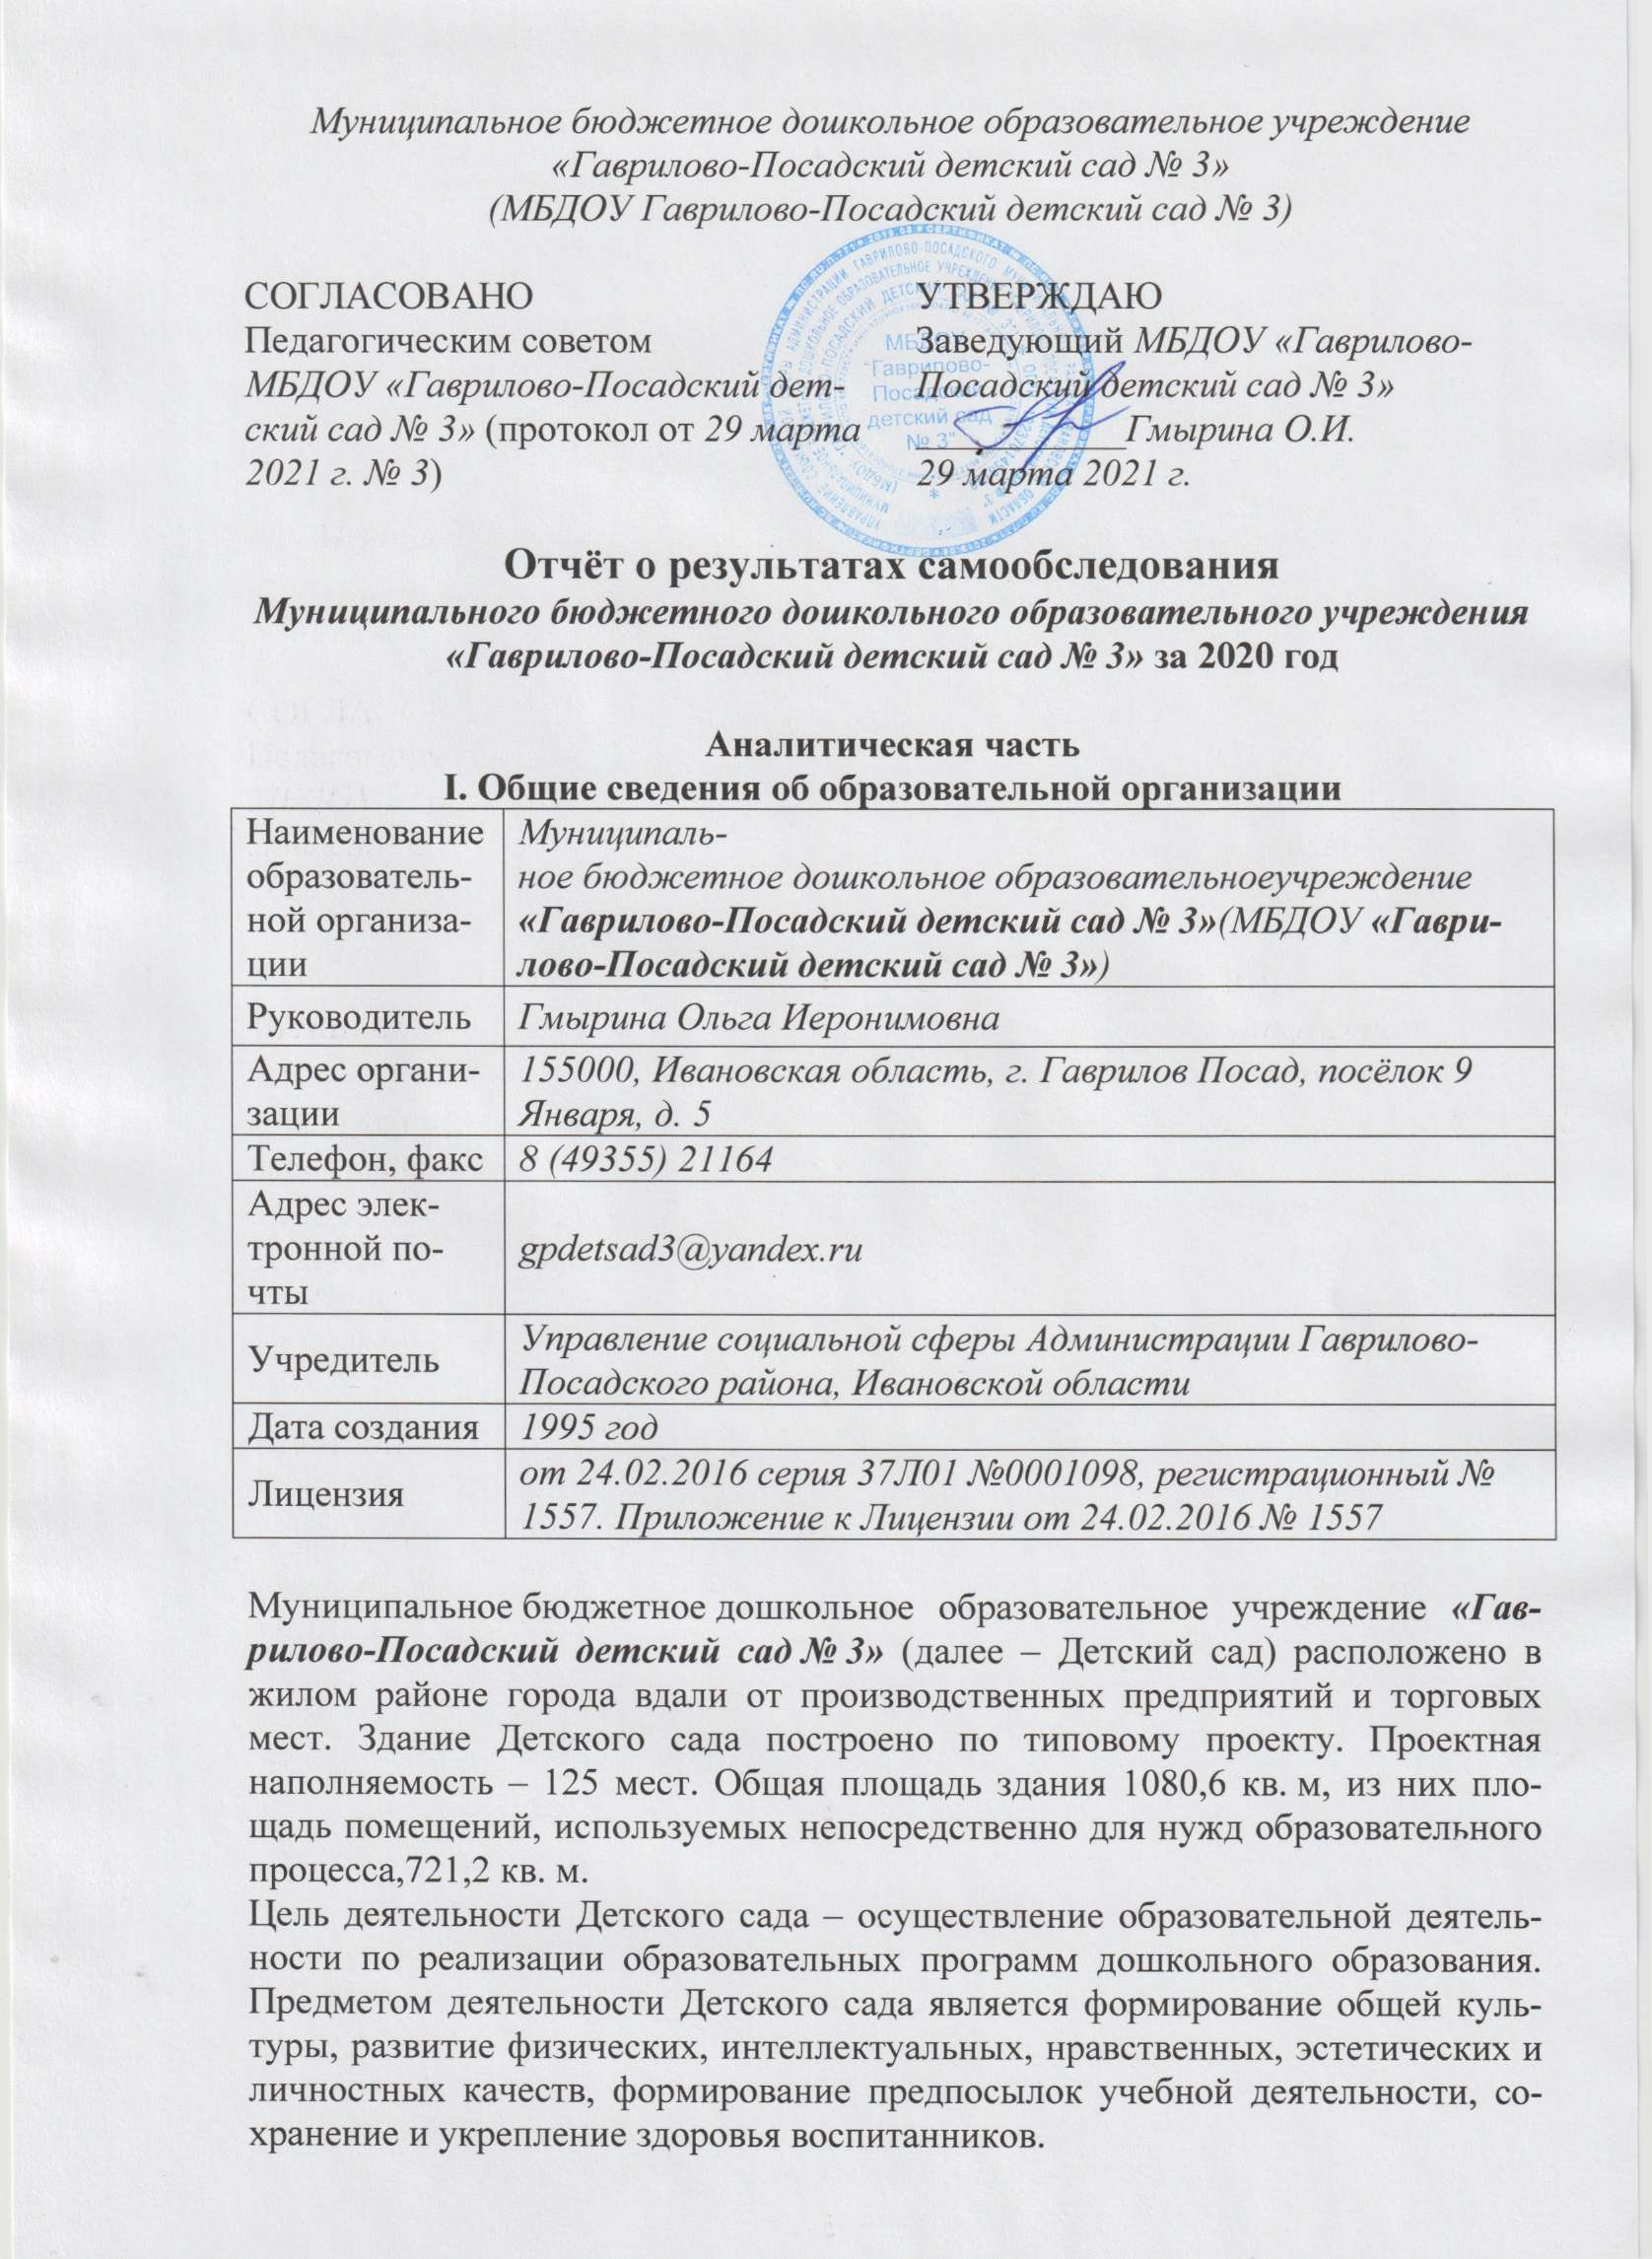 Муниципальное бюджетное дошкольное образовательное учреждение
«Гаврилово-Посадский детский сад № 3»
(МБДОУ Гаврилово-Посадский детский сад № 3)
СОГЛАСОВАНО
Педагогическим советом
МБДОУ «Гаврилово-Посадский дет-
ский сад № 3» (протокол от 29 марта
2021 г. № 3)
УТВЕРЖДАЮ
Заведующий МБДОУ «Гаврилово-
Посадский детский сад № 3»
___________Гмырина О.И.
29 марта 2021 г.
МБДОУ
"Гаврилово-
Посадский
детский сад
№ 3"
Отчёт о результатах самообследования
Муниципального бюджетного дошкольного образовательного учреждения
«Гаврилово-Посадский детский сад № 3» за 2020 год
Аналитическая часть
I. Общие сведения об образовательной организации
Наименование
образователь-
ной организа-
ции
Муниципаль-
ное бюджетное дошкольное образовательноеучреждение
«Гаврилово-Посадский детский сад № 3»(МБДОУ «Гаври-
лово-Посадский детский сад № 3»)
Руководитель
Гмырина Ольга Иеронимовна
Адрес органи-
зации
155000, Ивановская область, г. Гаврилов Посад, посёлок 9
Января, д. 5
Телефон, факс
8 (49355) 21164
Адрес элек-
тронной по-
чты
gpdetsad3@yandex.ru
Учредитель
Управление социальной сферы Администрации Гаврилово-
Посадского района, Ивановской области
Дата создания
1995 год
Лицензия
от 24.02.2016 серия 37Л01 №0001098, регистрационный №
1557. Приложение к Лицензии от 24.02.2016 № 1557
Муниципальное бюджетное дошкольное образовательное учреждение «Гав-
рилово-Посадский детский сад № 3» (далее – Детский сад) расположено в
жилом районе города вдали от производственных предприятий и торговых
мест. Здание Детского сада построено по типовому проекту. Проектная
наполняемость – 125 мест. Общая площадь здания 1080,6 кв. м, из них пло-
щадь помещений, используемых непосредственно для нужд образовательного
процесса,721,2 кв. м.
Цель деятельности Детского сада – осуществление образовательной деятель-
ности по реализации образовательных программ дошкольного образования.
Предметом деятельности Детского сада является формирование общей куль-
туры, развитие физических, интеллектуальных, нравственных, эстетических и
личностных качеств, формирование предпосылок учебной деятельности, со-
хранение и укрепление здоровья воспитанников.